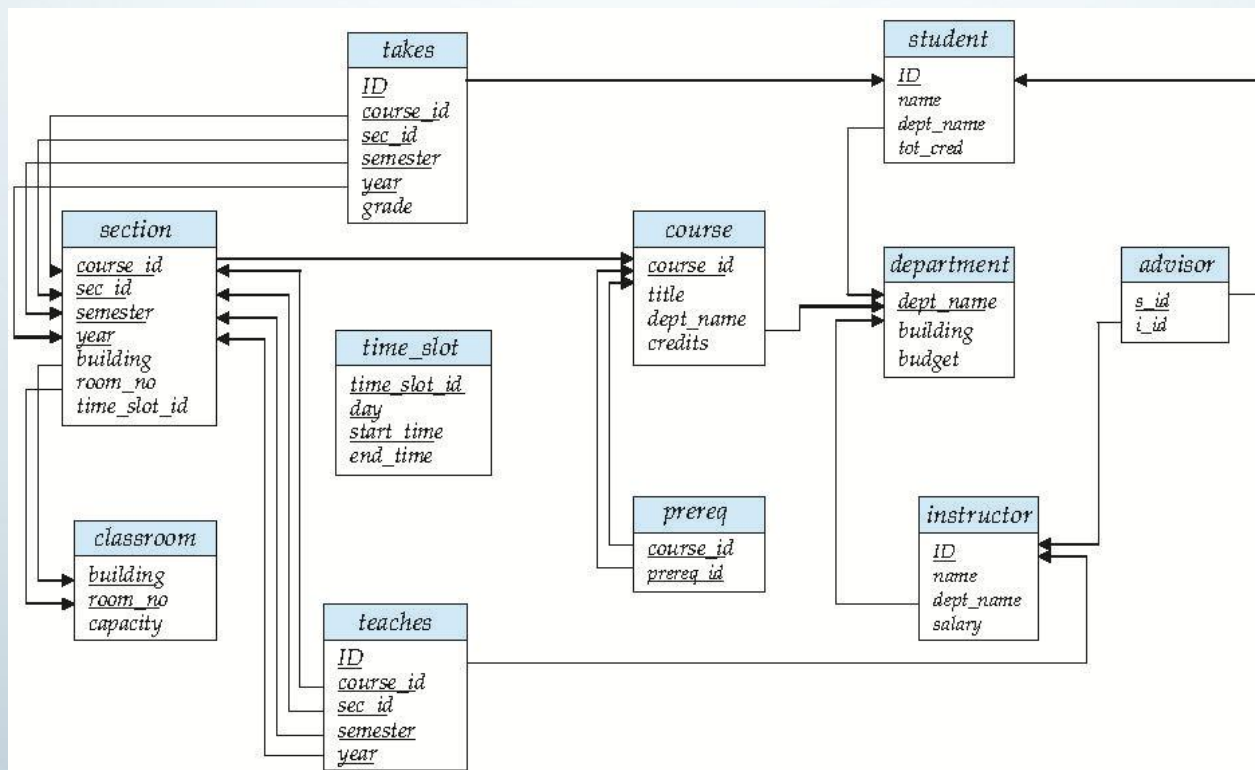 takes
ID
course_id
sec_id
semester
year
grade
student
ID
name
dept_name
tot_cred
section
course_id
sec_id
semester
year
building
room_no
time_slot_id
course
course_id
title
dept_name
credits
department
dept_name
building
budget
advisor
s_id
i_id
time_slot
time_slot_id
day
start_time
end_time
classroom
building
room_no
capacity
prereq
course_id
prereq_id
instructor
ID
name
dept_name
salary
teaches
ID
course_id
sec_id
semester
year